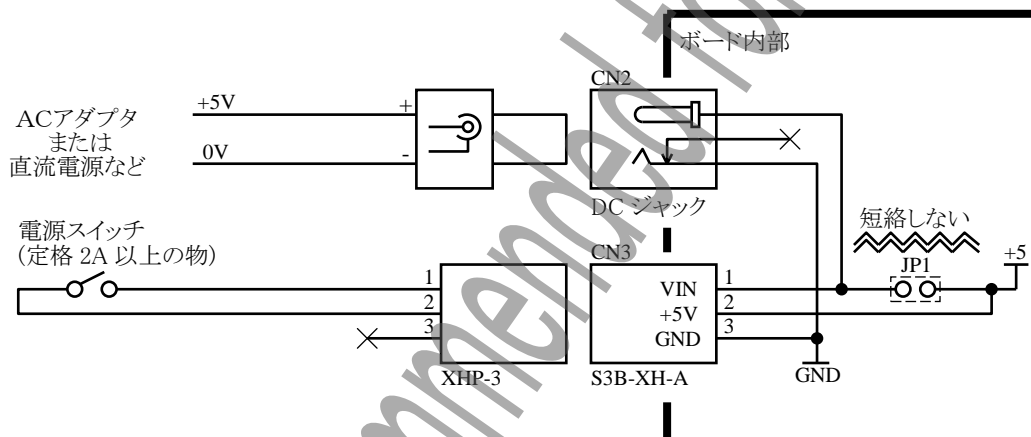 ボード内部
CN2
ACアダプタ
または
直流電源など
+5V
+
0V
-
DC ジャック
電源スイッチ
(定格 2A 以上の物)
短絡しない
CN3
JP1
+5
1
2
3
VIN
+5V
GND
1
2
3
XHP-3
S3B-XH-A
GND